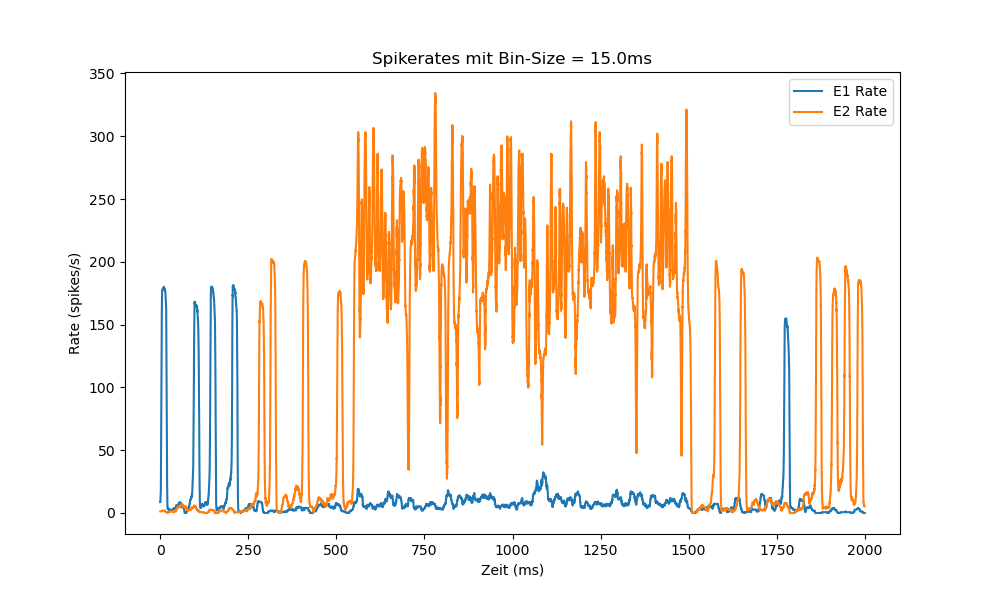 Spikerates mit Bin-Size = 15.0ms
E1 Rate
E2 Rate
Rate (spikes/s)
350
300
250
200
150
100
50
0
0 250 500 750 1000 1250 1500 1750 2000
Zeit (ms)